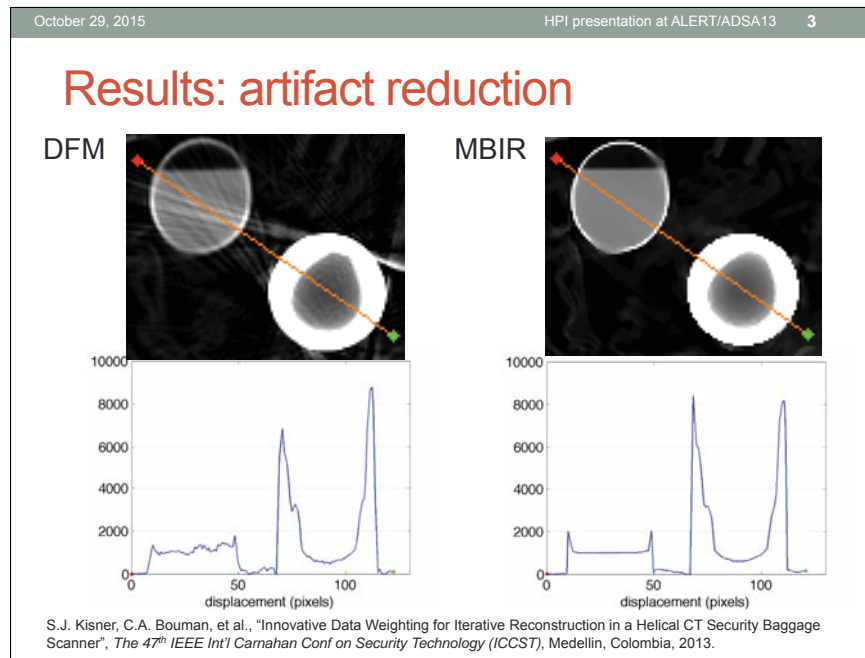 October 29, 2015
HPI presentation at ALERT/ADSA13 3
Results: artifact reduction
DFM
MBIR
10000
8000
6000
4000
2000
0
0 50 100
displacement (pixels)
10000
8000
6000
4000
2000
0
0 50 100
displacement (pixels)
S.J. Kisner, C.A. Bouman, et al., “Innovative Data Weighting for Iterative Reconstruction in a Helical CT Security Baggage
Scanner”, The 47th IEEE Int’l Carnahan Conf on Security Technology (ICCST), Medellin, Colombia, 2013.